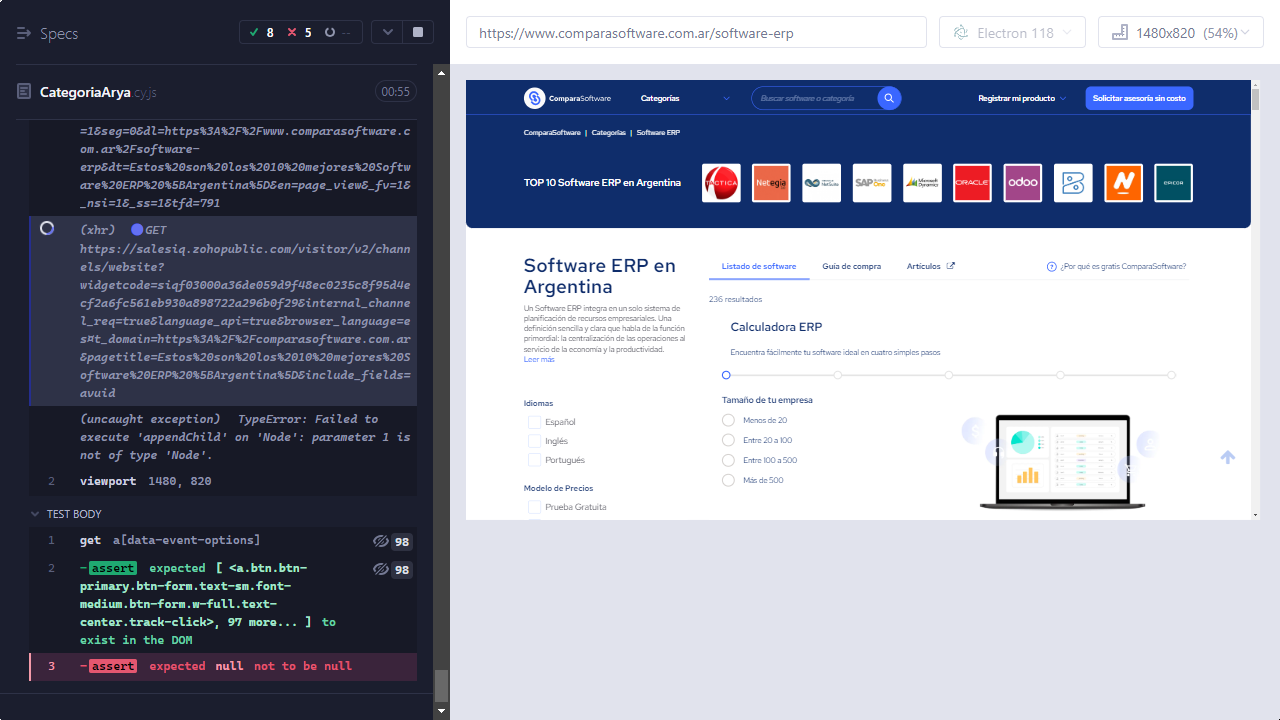 Specs
8
5
--
https://www.comparasoftware.com.ar/software-erp
Electron 118
1480x820 (54%)
CategoriaArya.cy.js
00:55
=1&seg=0&dl=https%3A%2F%2Fwww.comparasoftware.c
om.ar%2Fsoftware-
erp&dt=Estos%20son%20los%2010%20mejores%20Softw
are%20ERP%20%5BArgentina%5D&en=page_view&_fv=1&
_nsi=1&_ss=1&tfd=791
(xhr) GET
https://salesiq.zohopublic.com/visitor/v2/chann
els/website?
widgetcode=siqf03000a36de059d9f48ec0235c8f95d4e
cf2a6fc561eb930a898722a296b0f29&internal_channe
l_req=true&language_api=true&browser_language=e
s¤t_domain=https%3A%2F%2Fcomparasoftware.com.ar
&pagetitle=Estos%20son%20los%2010%20mejores%20S
oftware%20ERP%20%5BArgentina%5D&include_fields=
avuid
(uncaught exception) TypeError: Failed to
execute 'appendChild' on 'Node': parameter 1 is
not of type 'Node'.
2 viewport 1480, 820
TEST BODY
1 get a[data-event-options] 98
2 -assert expected [ <a.btn.btn- 98
primary.btn-form.text-sm.font-
medium.btn-form.w-full.text-
center.track-click>, 97 more... ] to
exist in the DOM
3 -assert expected null not to be null
ComparaSoftware
Categorías
Buscar software o categoría
Registrar mi producto
Solicitar asesoría sin costo
ComparaSoftware | Categorías | Software ERP
TOP 10 Software ERP en Argentina
TACTICA
Netegia
NetSuite
SAP Business One
Microsoft Dynamics
ORACLE
odoo
EPICOR
Software ERP en
Argentina
Un Software ERP integra en un solo sistema de
planificación de recursos empresariales. Una
definición sencilla y clara que habla de la función
primordial: la centralización de las operaciones al
servicio de la economía y la productividad.
Leer más
Idiomas
Español
Inglés
Portugués
Modelo de Precios
Prueba Gratuita
Listado de software
Guía de compra
Artículos
¿Por qué es gratis ComparaSoftware?
236 resultados
Calculadora ERP
Encuentra fácilmente tu software ideal en cuatro simples pasos
Tamaño de tu empresa
Menos de 20
Entre 20 a 100
Entre 100 a 500
Más de 500